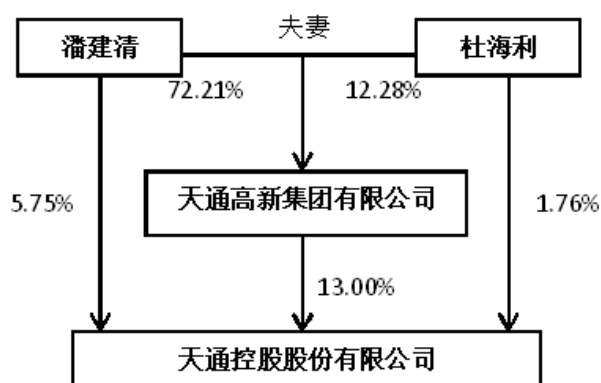 夫妻
潘建清
杜海利
72.21%
12.28%
天通高新集团有限公司
5.75%
1.76%
13.00%
天通控股股份有限公司